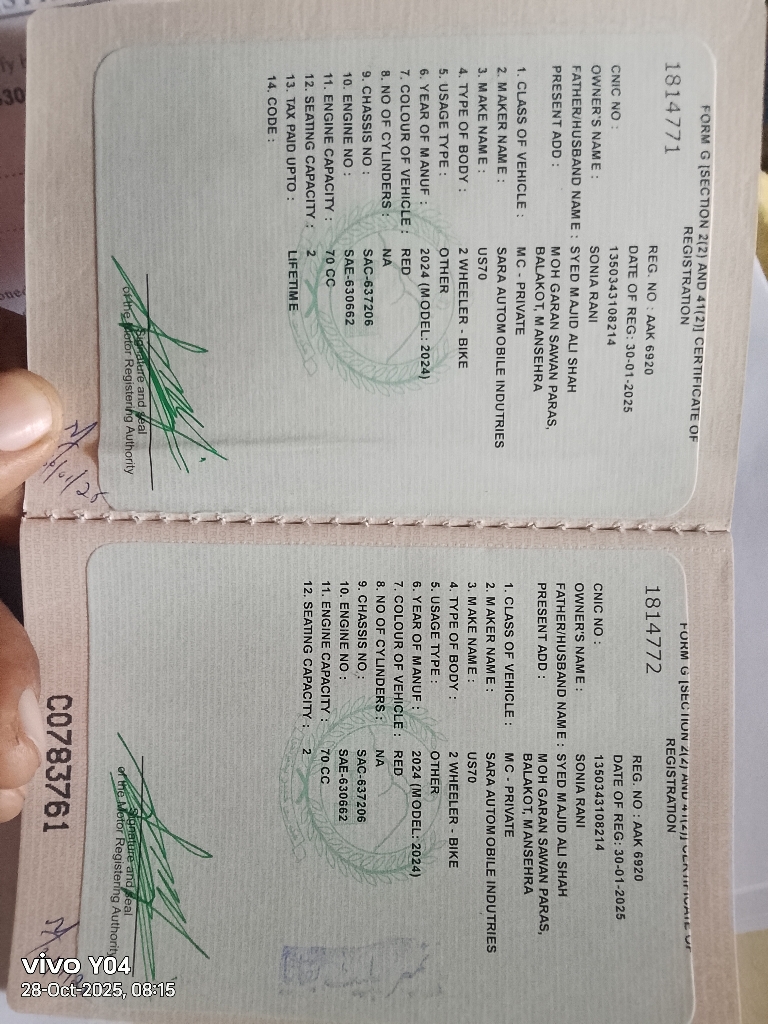 FORM G [SECTION 2(2) AND 41(2)] CERTIFICATE OF
REGISTRATION
1814771
REG. NO : AAK 6920
DATE OF REG: 30-01-2025
CNIC NO : 1350343108214
OWNER'S NAME : SONIA RANI
FATHER/HUSBAND NAME : SYED MAJID ALI SHAH
PRESENT ADD : MOH GARAN SAWAN PARAS,
BALAKOT, MANSEHRA
1. CLASS OF VEHICLE : MC - PRIVATE
2. MAKER NAME : SARA AUTOMOBILE INDUTRIES
3. MAKE NAME : US70
4. TYPE OF BODY : 2 WHEELER - BIKE
5. USAGE TYPE : OTHER
6. YEAR OF MANUF : 2024 (MODEL: 2024)
7. COLOUR OF VEHICLE : RED
8. NO OF CYLINDERS : NA
9. CHASSIS NO : SAC-637206
10. ENGINE NO : SAE-630662
11. ENGINE CAPACITY : 70 CC
12. SEATING CAPACITY : 2
13. TAX PAID UPTO : LIFETIME
14. CODE :
Signature and Seal
of the Motor Registering Authority
FORM G [SECTION 2(2) AND 41(2)] CERTIFICATE OF
REGISTRATION
1814772
REG. NO : AAK 6920
DATE OF REG: 30-01-2025
CNIC NO : 1350343108214
OWNER'S NAME : SONIA RANI
FATHER/HUSBAND NAME : SYED MAJID ALI SHAH
PRESENT ADD : MOH GARAN SAWAN PARAS,
BALAKOT, MANSEHRA
1. CLASS OF VEHICLE : MC - PRIVATE
2. MAKER NAME : SARA AUTOMOBILE INDUTRIES
3. MAKE NAME : US70
4. TYPE OF BODY : 2 WHEELER - BIKE
5. USAGE TYPE : OTHER
6. YEAR OF MANUF : 2024 (MODEL: 2024)
7. COLOUR OF VEHICLE : RED
8. NO OF CYLINDERS : NA
9. CHASSIS NO : SAC-637206
10. ENGINE NO : SAE-630662
11. ENGINE CAPACITY : 70 CC
12. SEATING CAPACITY : 2
Signature and Seal
of the Motor Registering Authority
C0783761
vivo Y04
28-Oct-2025, 08:15